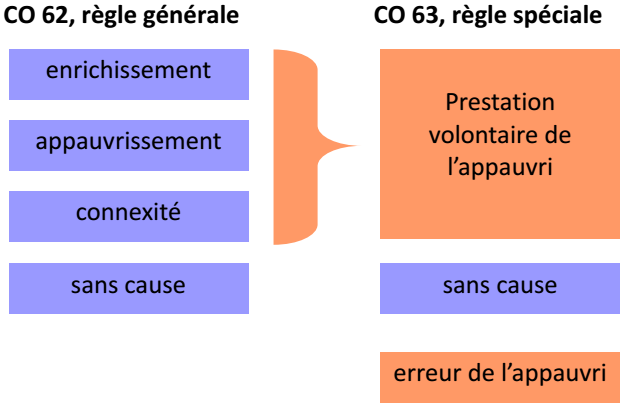 CO 62, règle générale
enrichissement
appauvrissement
connexité
sans cause
CO 63, règle spéciale
Prestation
volontaire de
l’appauvri
sans cause
erreur de l’appauvri